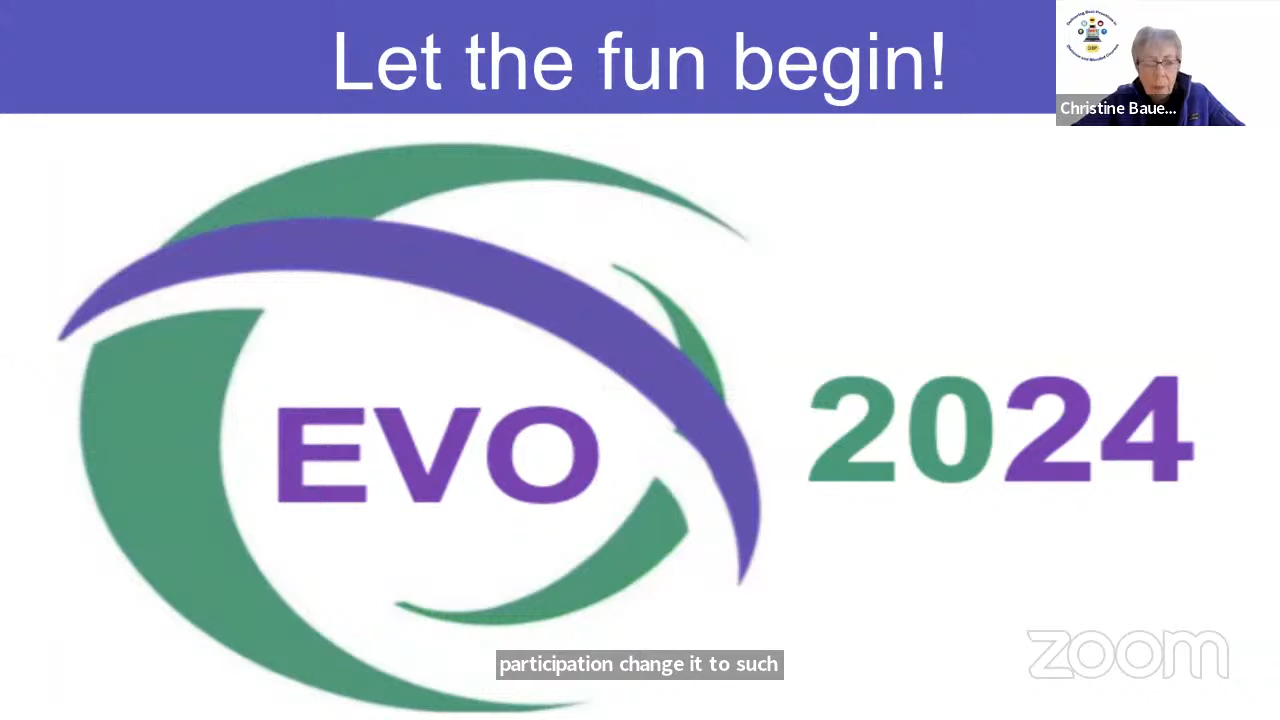 Let the fun begin!
Christine Baue...
EVO
2024
participation change it to such
zoom